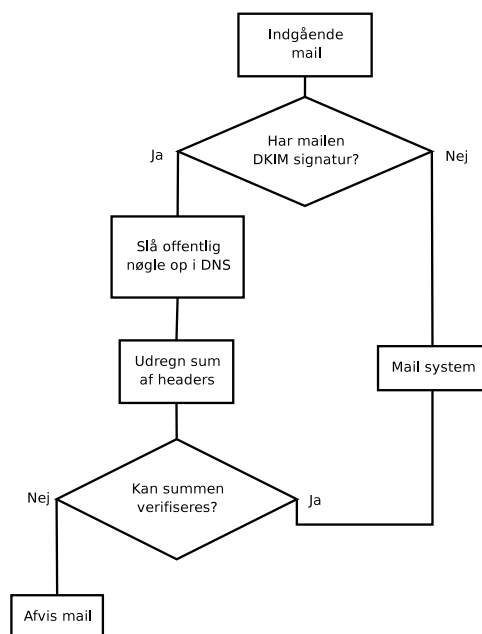 Indgående
mail
Har mailen
DKIM signatur?
Ja
Nej
Slå offentlig
nøgle op i DNS
Udregn sum
af headers
Mail system
Kan summen
verifiseres?
Nej
Ja
Afvis mail